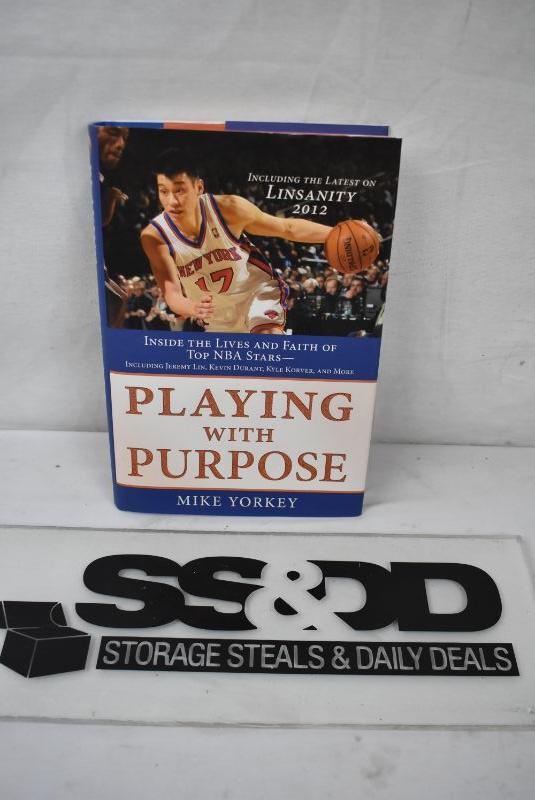 INCLUDING THE LATEST ON
LINSANITY
2012
NEW YORK
17
SPALDING
INSIDE THE LIVES AND FAITH OF
TOP NBA STARS—
INCLUDING JEREMY LIN, KEVIN DURANT, KYLE KORVER, AND MORE
PLAYING
WITH
PURPOSE
MIKE YORKEY
SS&DD
STORAGE STEALS & DAILY DEALS